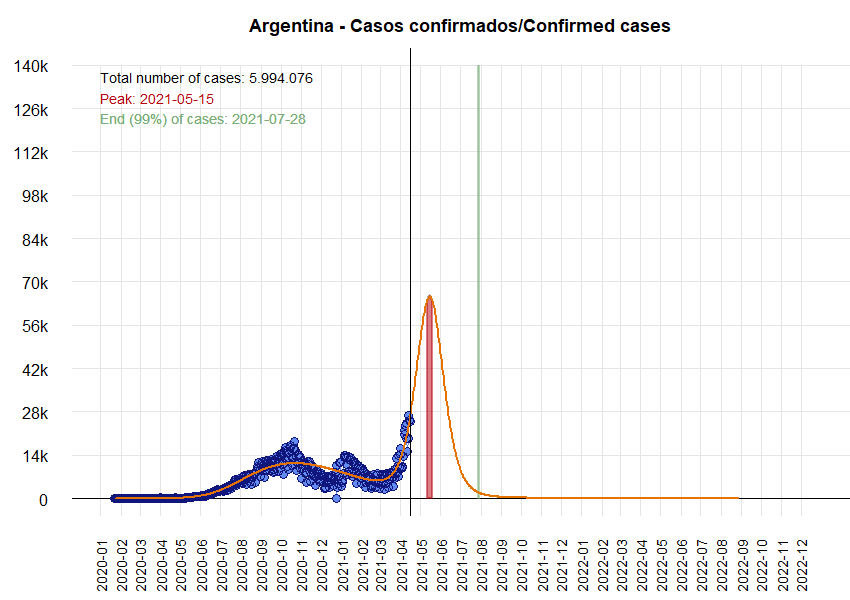 Argentina - Casos confirmados/Confirmed cases
140k
126k
112k
98k
84k
70k
56k
42k
28k
14k
0
Total number of cases: 5.994.076
Peak: 2021-05-15
End (99%) of cases: 2021-07-28
2020-01
2020-02
2020-03
2020-04
2020-05
2020-06
2020-07
2020-08
2020-09
2020-10
2020-11
2020-12
2021-01
2021-02
2021-03
2021-04
2021-05
2021-06
2021-07
2021-08
2021-09
2021-10
2021-11
2021-12
2022-01
2022-02
2022-03
2022-04
2022-05
2022-06
2022-07
2022-08
2022-09
2022-10
2022-11
2022-12